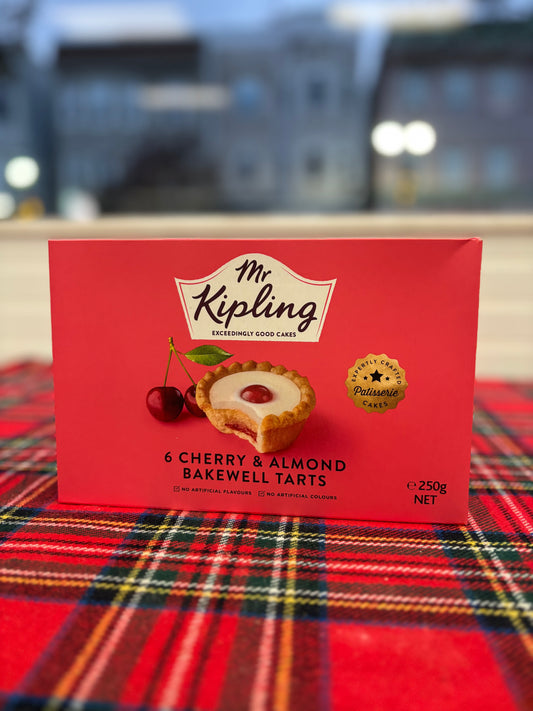 Mr
Kipling
EXCEEDINGLY GOOD CAKES
EXPERTLY CRAFTED
Patisserie
CAKES
6 CHERRY & ALMOND
BAKEWELL TARTS
NO ARTIFICIAL FLAVOURS NO ARTIFICIAL COLOURS
℮ 250g
NET